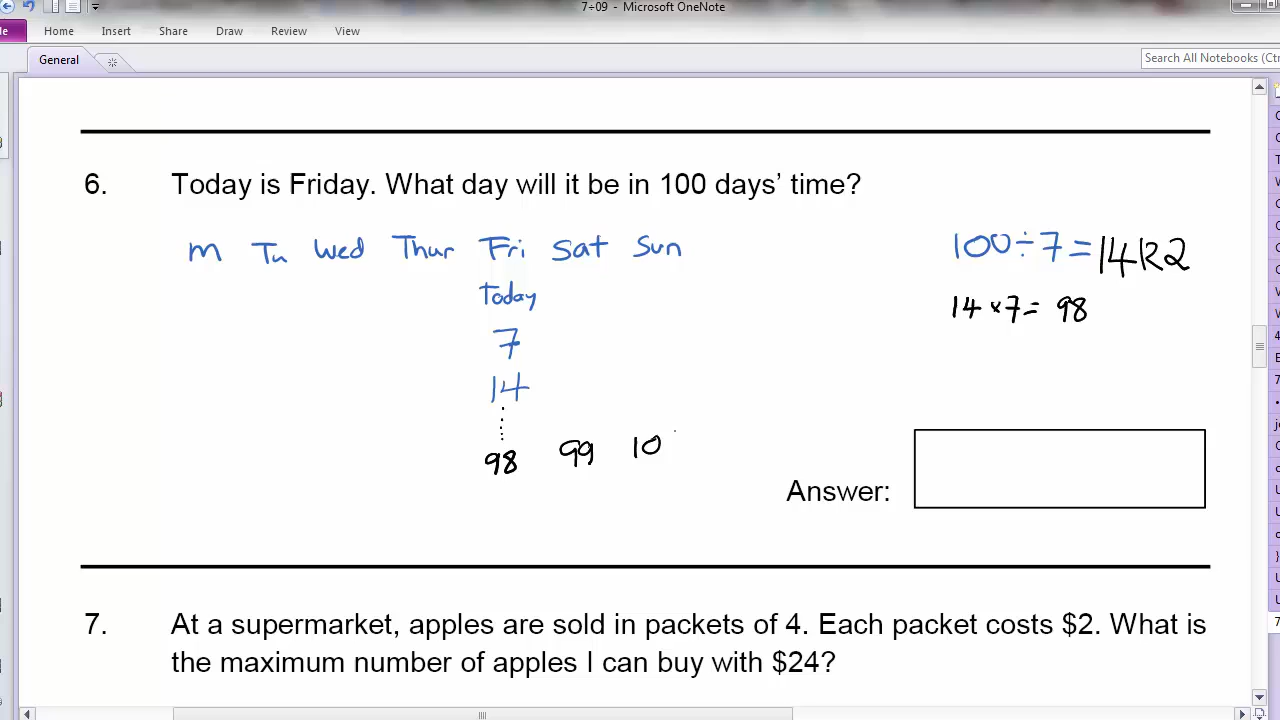 7÷09 - Microsoft OneNote
Home Insert Share Draw Review View
General
Search All Notebooks (Ctr
6. Today is Friday. What day will it be in 100 days' time?
M Tu Wed Thur Fri Sat Sun
100÷7=14R2
Today
14×7= 98
7
14
98 99 10
Answer:
7. At a supermarket, apples are sold in packets of 4. Each packet costs $2. What is
the maximum number of apples I can buy with $24?